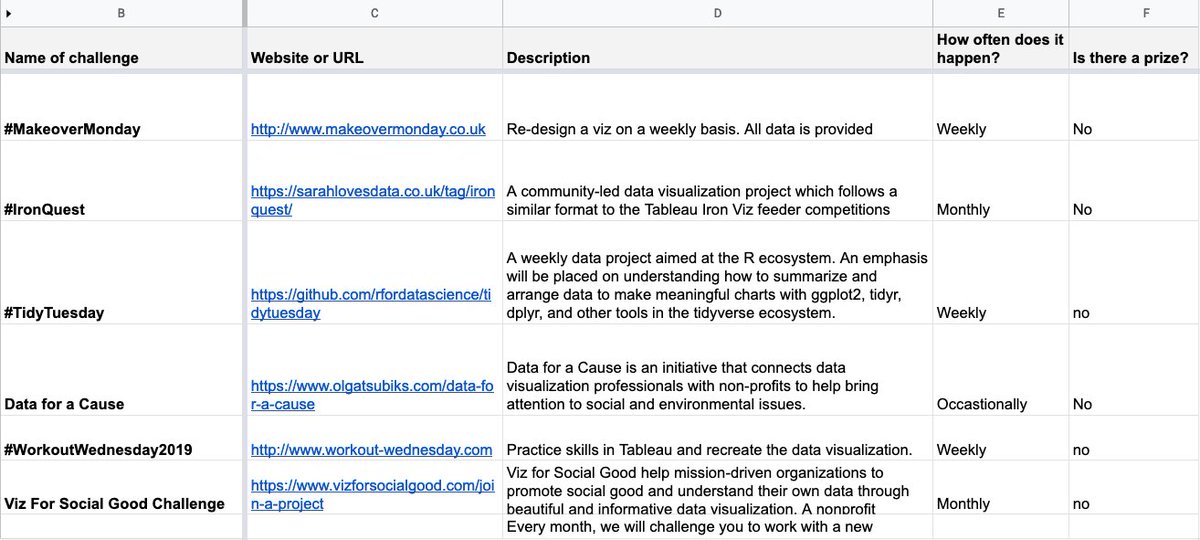 B C D E F
Name of challenge Website or URL Description How often does it happen? Is there a prize?
#MakeoverMonday http://www.makeovermonday.co.uk Re-design a viz on a weekly basis. All data is provided Weekly No
#IronQuest
https://sarahlovesdata.co.uk/tag/iron
quest/
A community-led data visualization project which follows a
similar format to the Tableau Iron Viz feeder competitions
Monthly No
#TidyTuesday
https://github.com/rfordatascience/ti
dytuesday
A weekly data project aimed at the R ecosystem. An emphasis
will be placed on understanding how to summarize and
arrange data to make meaningful charts with ggplot2, tidyr,
dplyr, and other tools in the tidyverse ecosystem.
Weekly no
Data for a Cause
https://www.olgatsubiks.com/data-fo
r-a-cause
Data for a Cause is an initiative that connects data
visualization professionals with non-profits to help bring
attention to social and environmental issues.
Occastionally No
#WorkoutWednesday2019 http://www.workout-wednesday.com Practice skills in Tableau and recreate the data visualization. Weekly no
Viz For Social Good Challenge
https://www.vizforsocialgood.com/joi
n-a-project
Viz for Social Good help mission-driven organizations to
promote social good and understand their own data through
beautiful and informative data visualization. A nonprofit
Monthly no
Every month, we will challenge you to work with a new